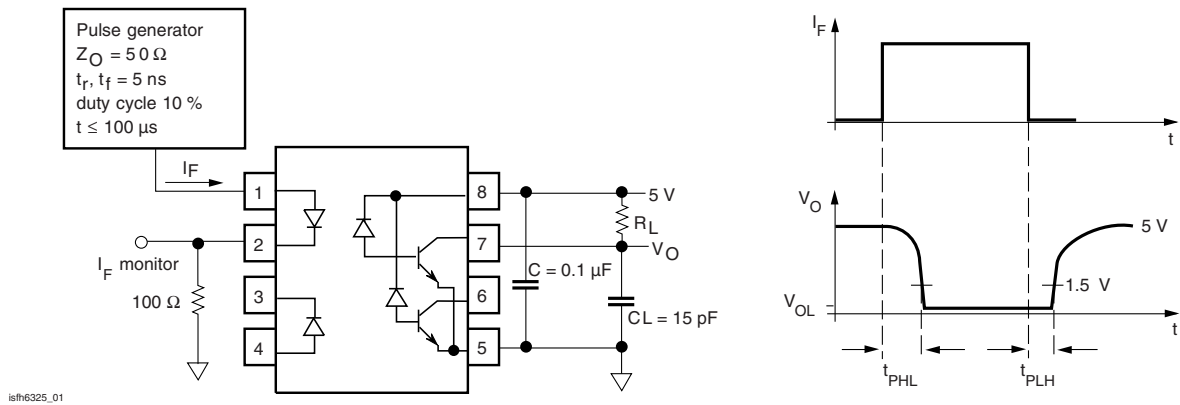 Pulse generator
ZO = 50 Ω
tr, tf = 5 ns
duty cycle 10 %
t ≤ 100 µs
IF
1
2
3
4
8
7
6
5
IF monitor
100 Ω
5 V
RL
VO
C = 0.1 µF
CL = 15 pF
isfh6325_01
IF
t
VO
5 V
1.5 V
VOL
t
tPHL
tPLH